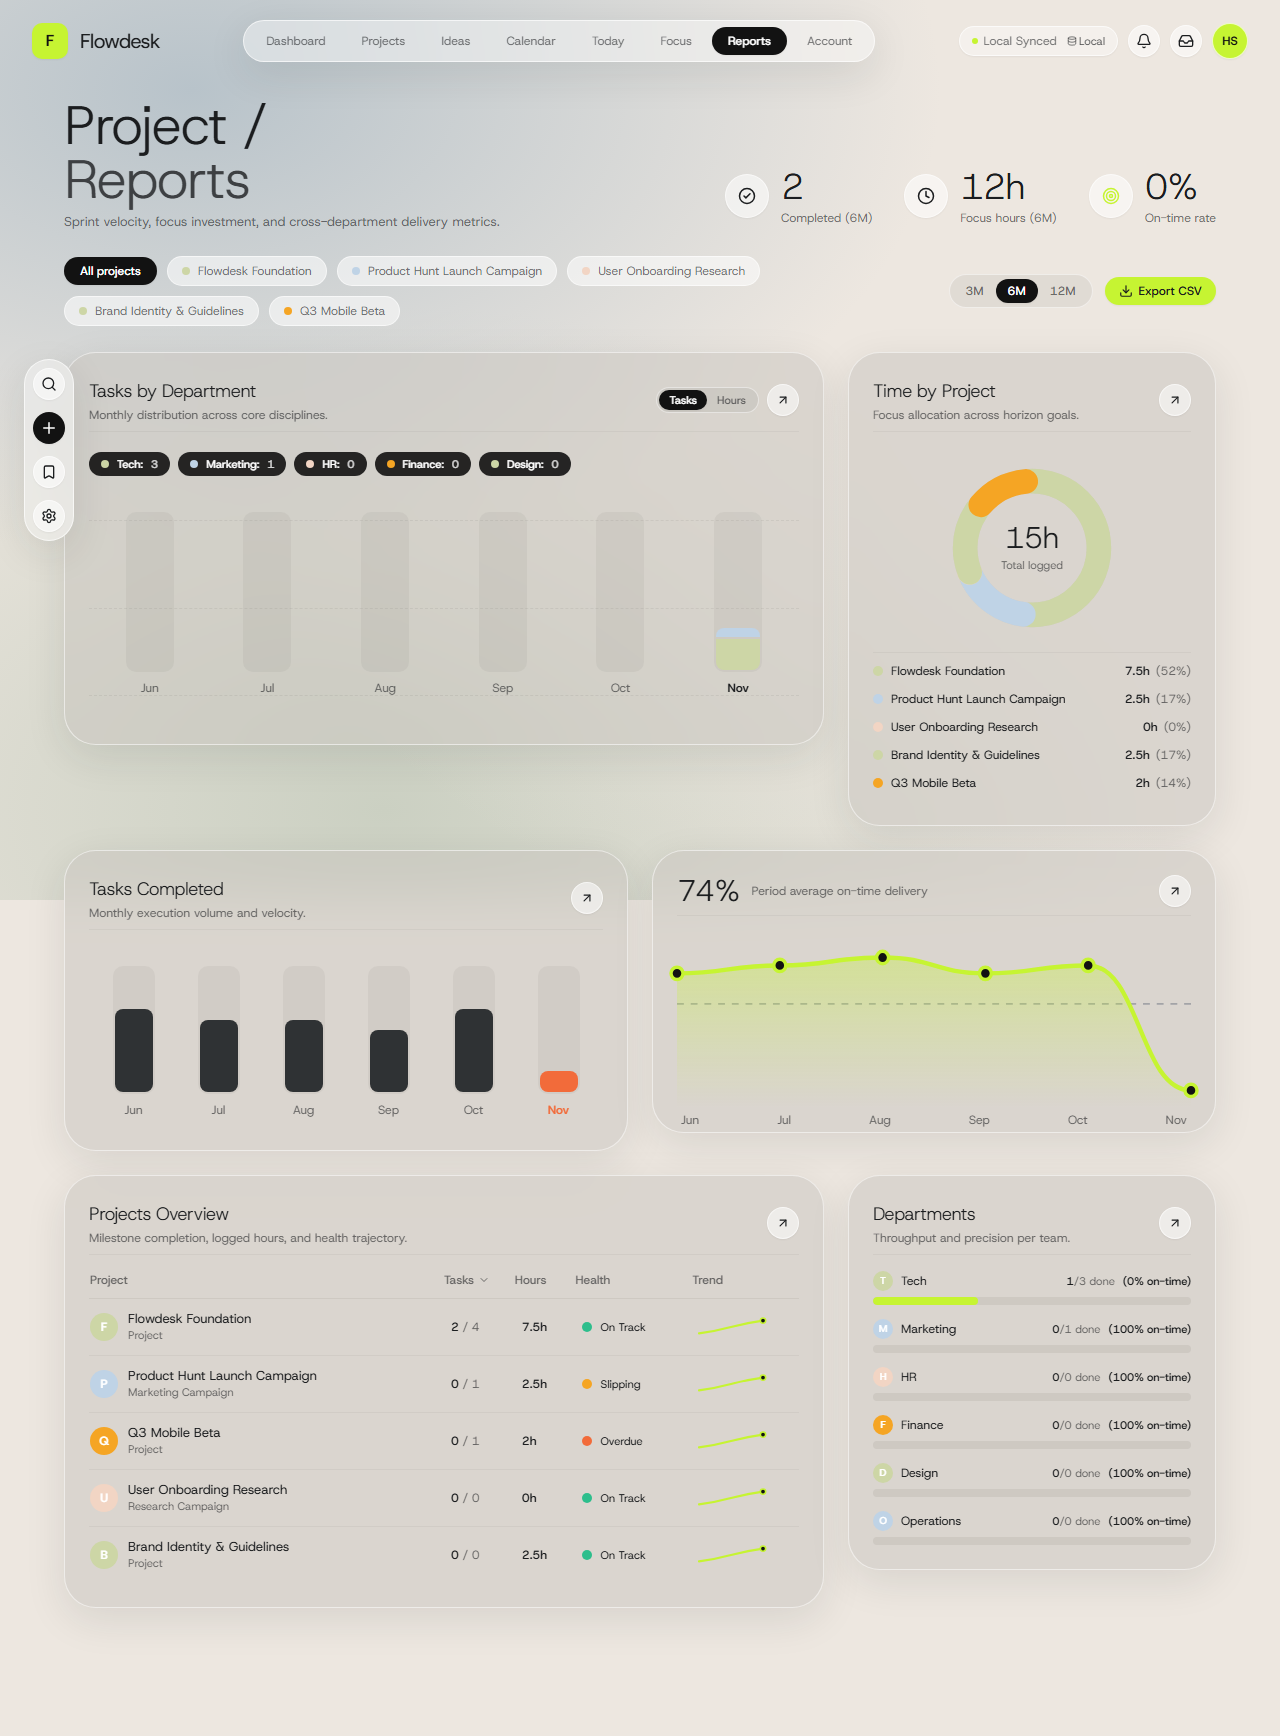 F Flowdesk
Dashboard Projects Ideas Calendar Today Focus Reports Account
Local Synced Local HS
Project /
Reports
Sprint velocity, focus investment, and cross-department delivery metrics.
2
Completed (6M)
12h
Focus hours (6M)
0%
On-time rate
All projects Flowdesk Foundation Product Hunt Launch Campaign User Onboarding Research
Brand Identity & Guidelines Q3 Mobile Beta
3M 6M 12M Export CSV
Tasks by Department
Monthly distribution across core disciplines.
Tasks Hours
Tech: 3 Marketing: 1 HR: 0 Finance: 0 Design: 0
Jun Jul Aug Sep Oct Nov
Time by Project
Focus allocation across horizon goals.
15h
Total logged
Flowdesk Foundation 7.5h (52%)
Product Hunt Launch Campaign 2.5h (17%)
User Onboarding Research 0h (0%)
Brand Identity & Guidelines 2.5h (17%)
Q3 Mobile Beta 2h (14%)
Tasks Completed
Monthly execution volume and velocity.
Jun Jul Aug Sep Oct Nov
74% Period average on-time delivery
Jun Jul Aug Sep Oct Nov
Projects Overview
Milestone completion, logged hours, and health trajectory.
Project Tasks Hours Health Trend
F Flowdesk Foundation 2 / 4 7.5h On Track
Project
P Product Hunt Launch Campaign 0 / 1 2.5h Slipping
Marketing Campaign
Q Q3 Mobile Beta 0 / 1 2h Overdue
Project
U User Onboarding Research 0 / 0 0h On Track
Research Campaign
B Brand Identity & Guidelines 0 / 0 2.5h On Track
Project
Departments
Throughput and precision per team.
T Tech 1/3 done (0% on-time)
M Marketing 0/1 done (100% on-time)
H HR 0/0 done (100% on-time)
F Finance 0/0 done (100% on-time)
D Design 0/0 done (100% on-time)
O Operations 0/0 done (100% on-time)